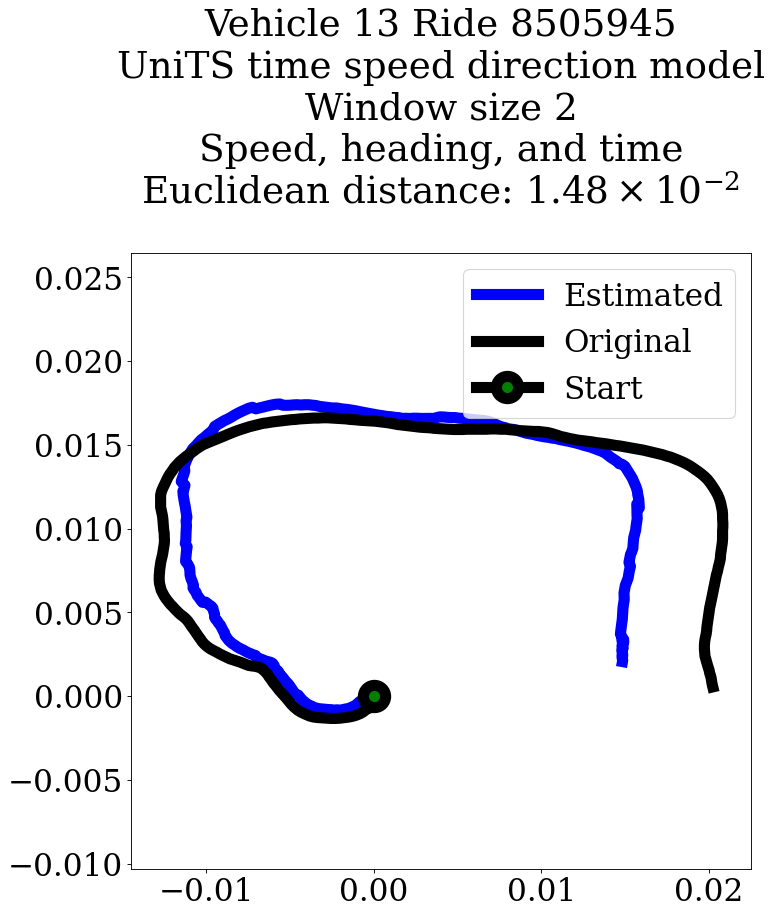 Vehicle 13 Ride 8505945
UniTS time speed direction model
Window size 2
Speed, heading, and time
Euclidean distance: 1.48 × 10⁻²
Estimated
Original
Start
0.025
0.020
0.015
0.010
0.005
0.000
−0.005
−0.010
−0.01 0.00 0.01 0.02